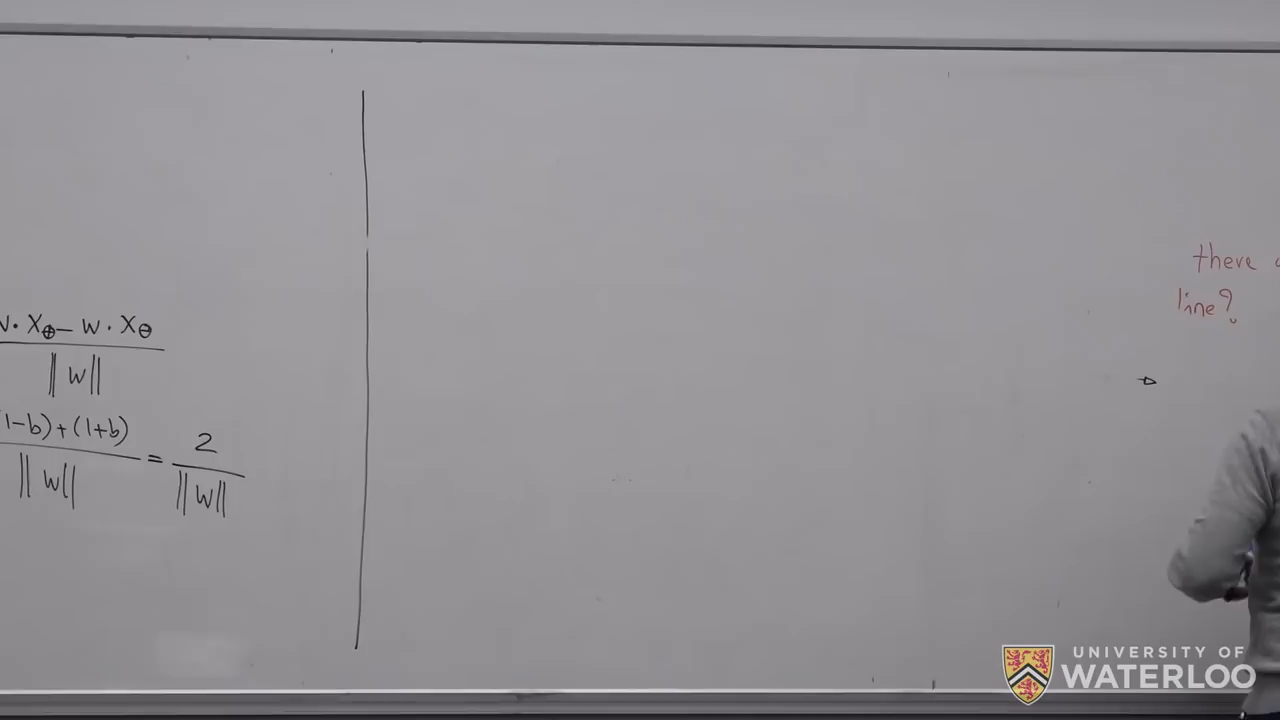 w · x⊕ – w · x⊖
‖w‖
(1-b) + (1+b)
‖w‖
= 2
‖w‖
there
line?
UNIVERSITY OF
WATERLOO